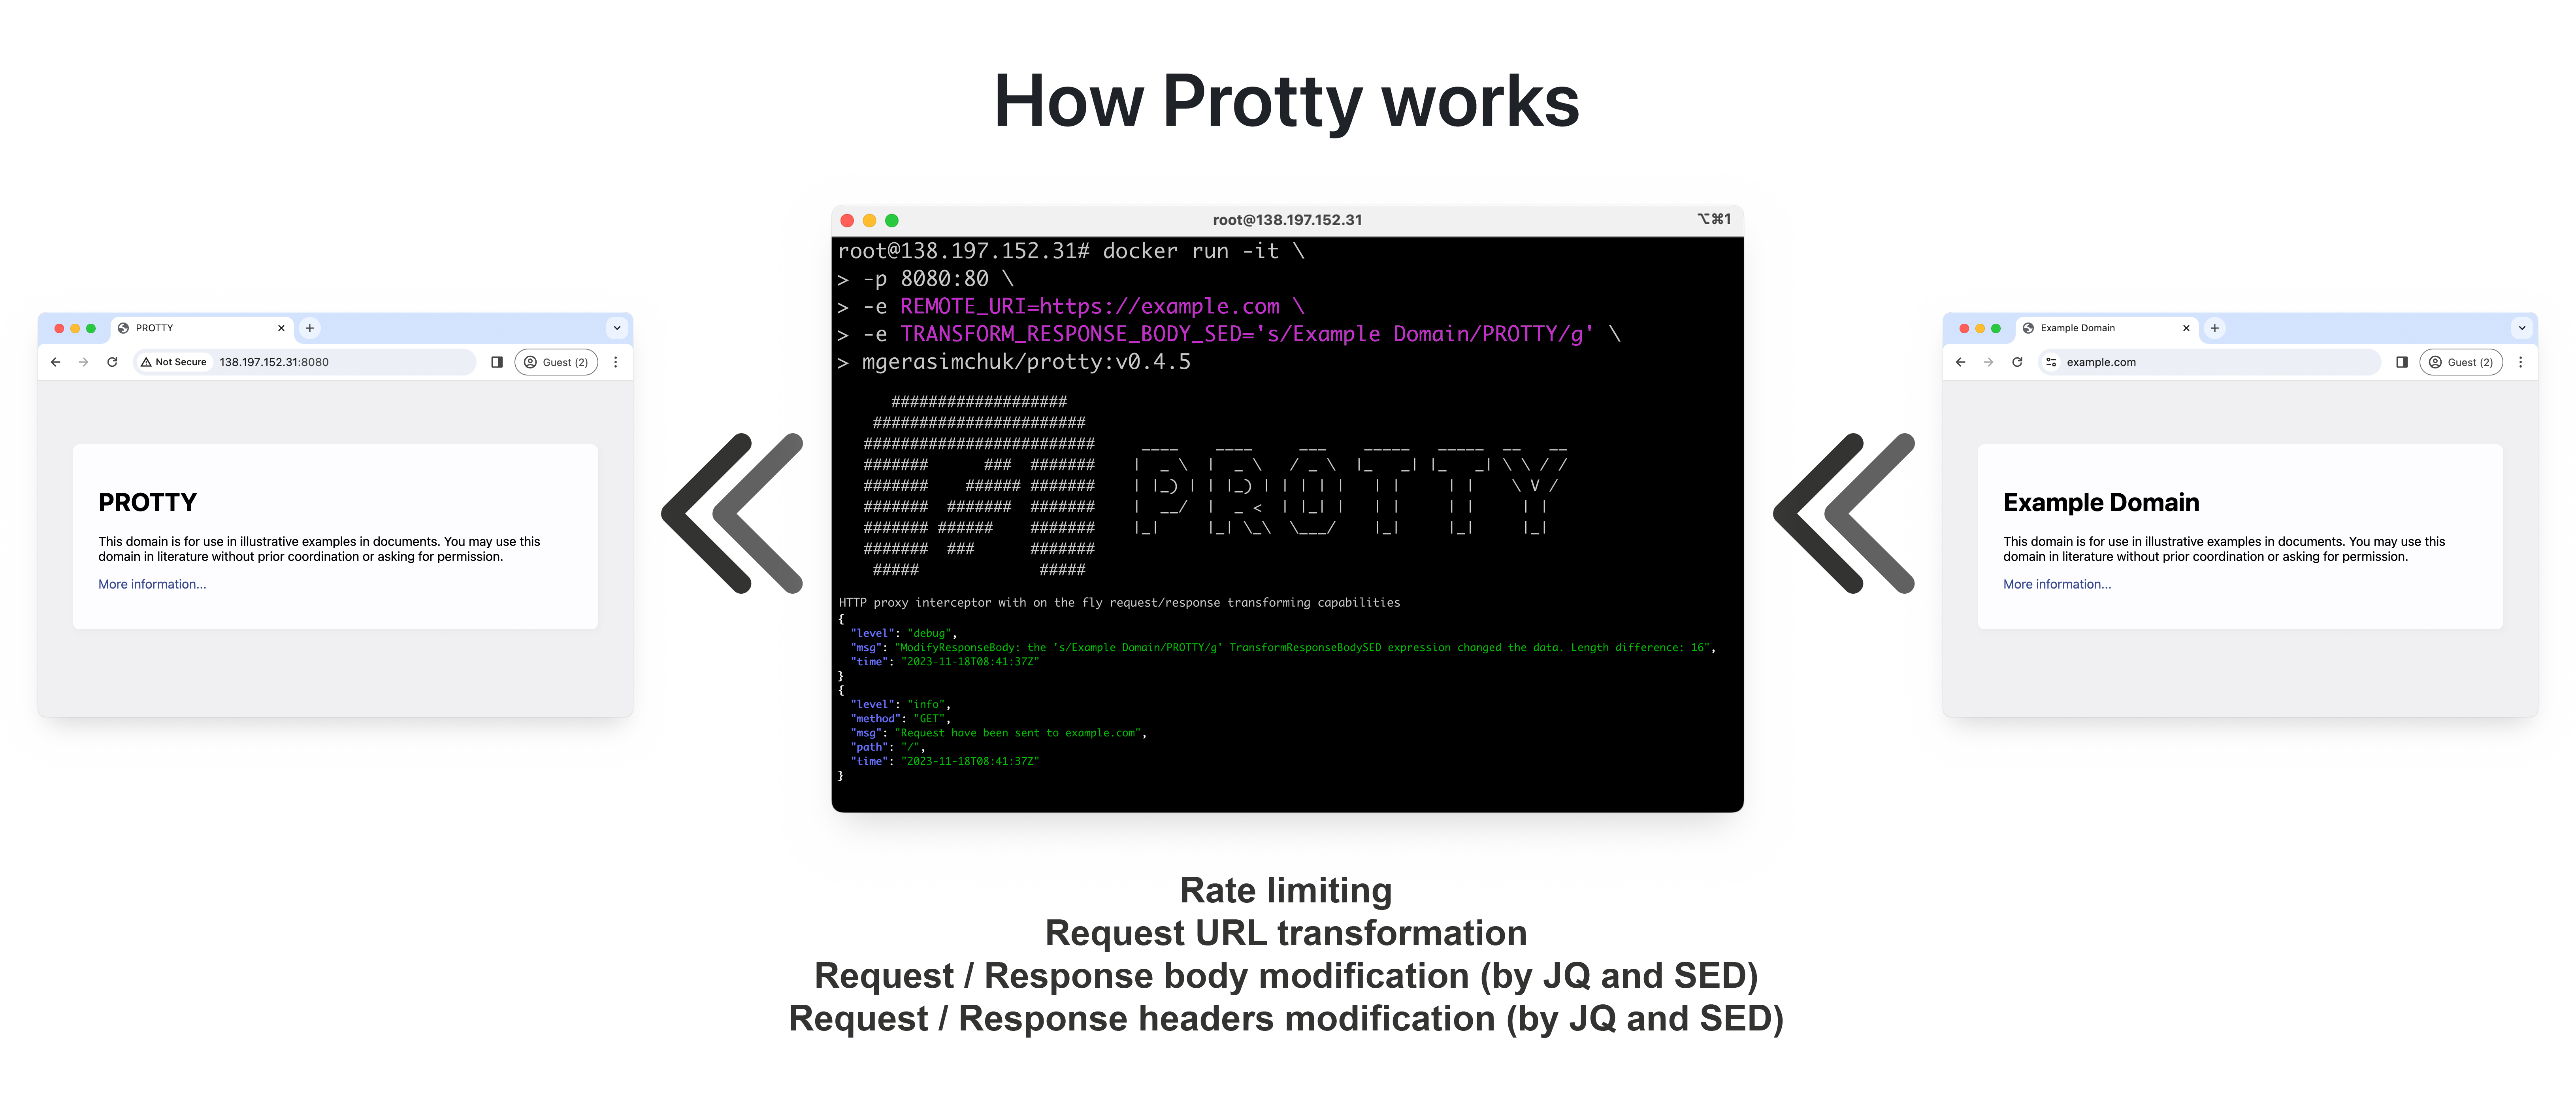 How Protty works
PROTTY
Not Secure 138.197.152.31:8080 Guest (2)
PROTTY
This domain is for use in illustrative examples in documents. You may use this
domain in literature without prior coordination or asking for permission.
More information...
root@138.197.152.31 ⌥⌘1
root@138.197.152.31# docker run -it \
> -p 8080:80 \
> -e REMOTE_URI=https://example.com \
> -e TRANSFORM_RESPONSE_BODY_SED='s/Example Domain/PROTTY/g' \
> mgerasimchuk/protty:v0.4.5
PROTTY
HTTP proxy interceptor with on the fly request/response transforming capabilities
{
"level": "debug",
"msg": "ModifyResponseBody: the 's/Example Domain/PROTTY/g' TransformResponseBodySED expression changed the data. Length difference: 16",
"time": "2023-11-18T08:41:37Z"
}
{
"level": "info",
"method": "GET",
"msg": "Request have been sent to example.com",
"path": "/",
"time": "2023-11-18T08:41:37Z"
}
Example Domain
example.com Guest (2)
Example Domain
This domain is for use in illustrative examples in documents. You may use this
domain in literature without prior coordination or asking for permission.
More information...
Rate limiting
Request URL transformation
Request / Response body modification (by JQ and SED)
Request / Response headers modification (by JQ and SED)